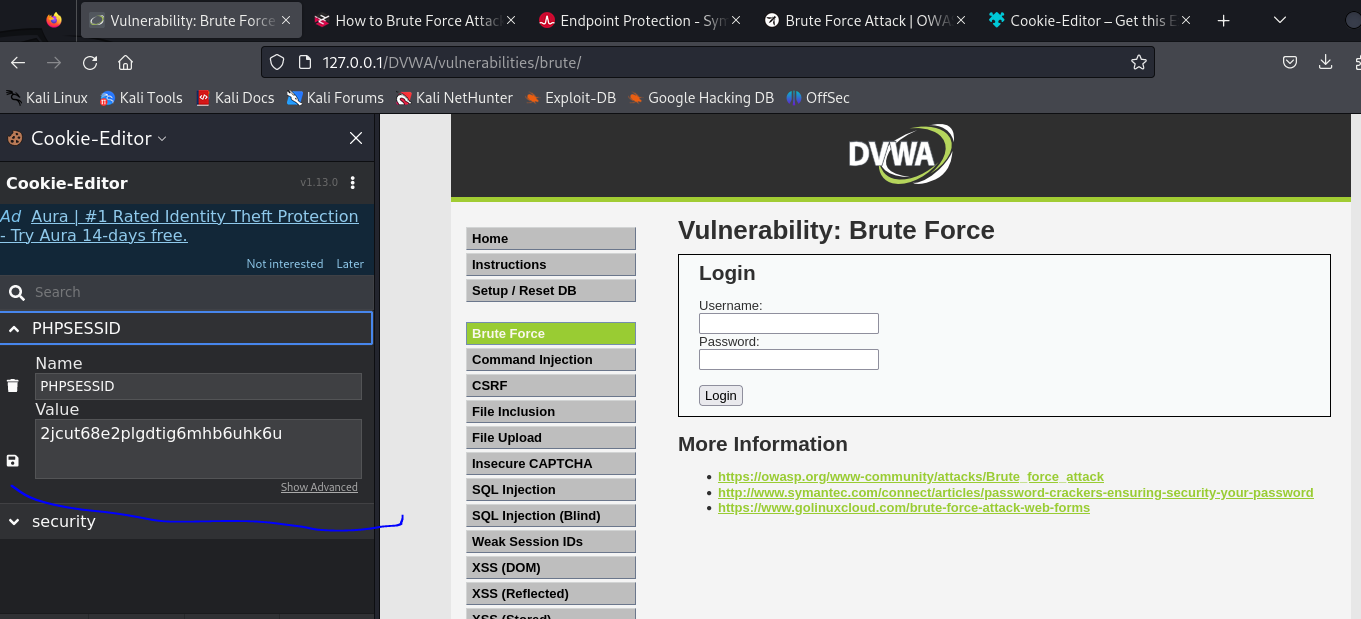 Vulnerability: Brute Force
How to Brute Force Attac
Endpoint Protection - Sym
Brute Force Attack | OWA
Cookie-Editor – Get this E
127.0.0.1/DVWA/vulnerabilities/brute/
Kali Linux
Kali Tools
Kali Docs
Kali Forums
Kali NetHunter
Exploit-DB
Google Hacking DB
OffSec
Cookie-Editor
Cookie-Editor
v1.13.0
Ad Aura | #1 Rated Identity Theft Protection
- Try Aura 14-days free.
Not interested Later
Search
PHPSESSID
Name
PHPSESSID
Value
2jcut68e2plgdtig6mhb6uhk6u
Show Advanced
security
DVWA
Home
Instructions
Setup / Reset DB
Brute Force
Command Injection
CSRF
File Inclusion
File Upload
Insecure CAPTCHA
SQL Injection
SQL Injection (Blind)
Weak Session IDs
XSS (DOM)
XSS (Reflected)
XSS (Stored)
Vulnerability: Brute Force
Login
Username:
Password:
Login
More Information
https://owasp.org/www-community/attacks/Brute_force_attack
http://www.symantec.com/connect/articles/password-crackers-ensuring-security-your-password
https://www.golinuxcloud.com/brute-force-attack-web-forms